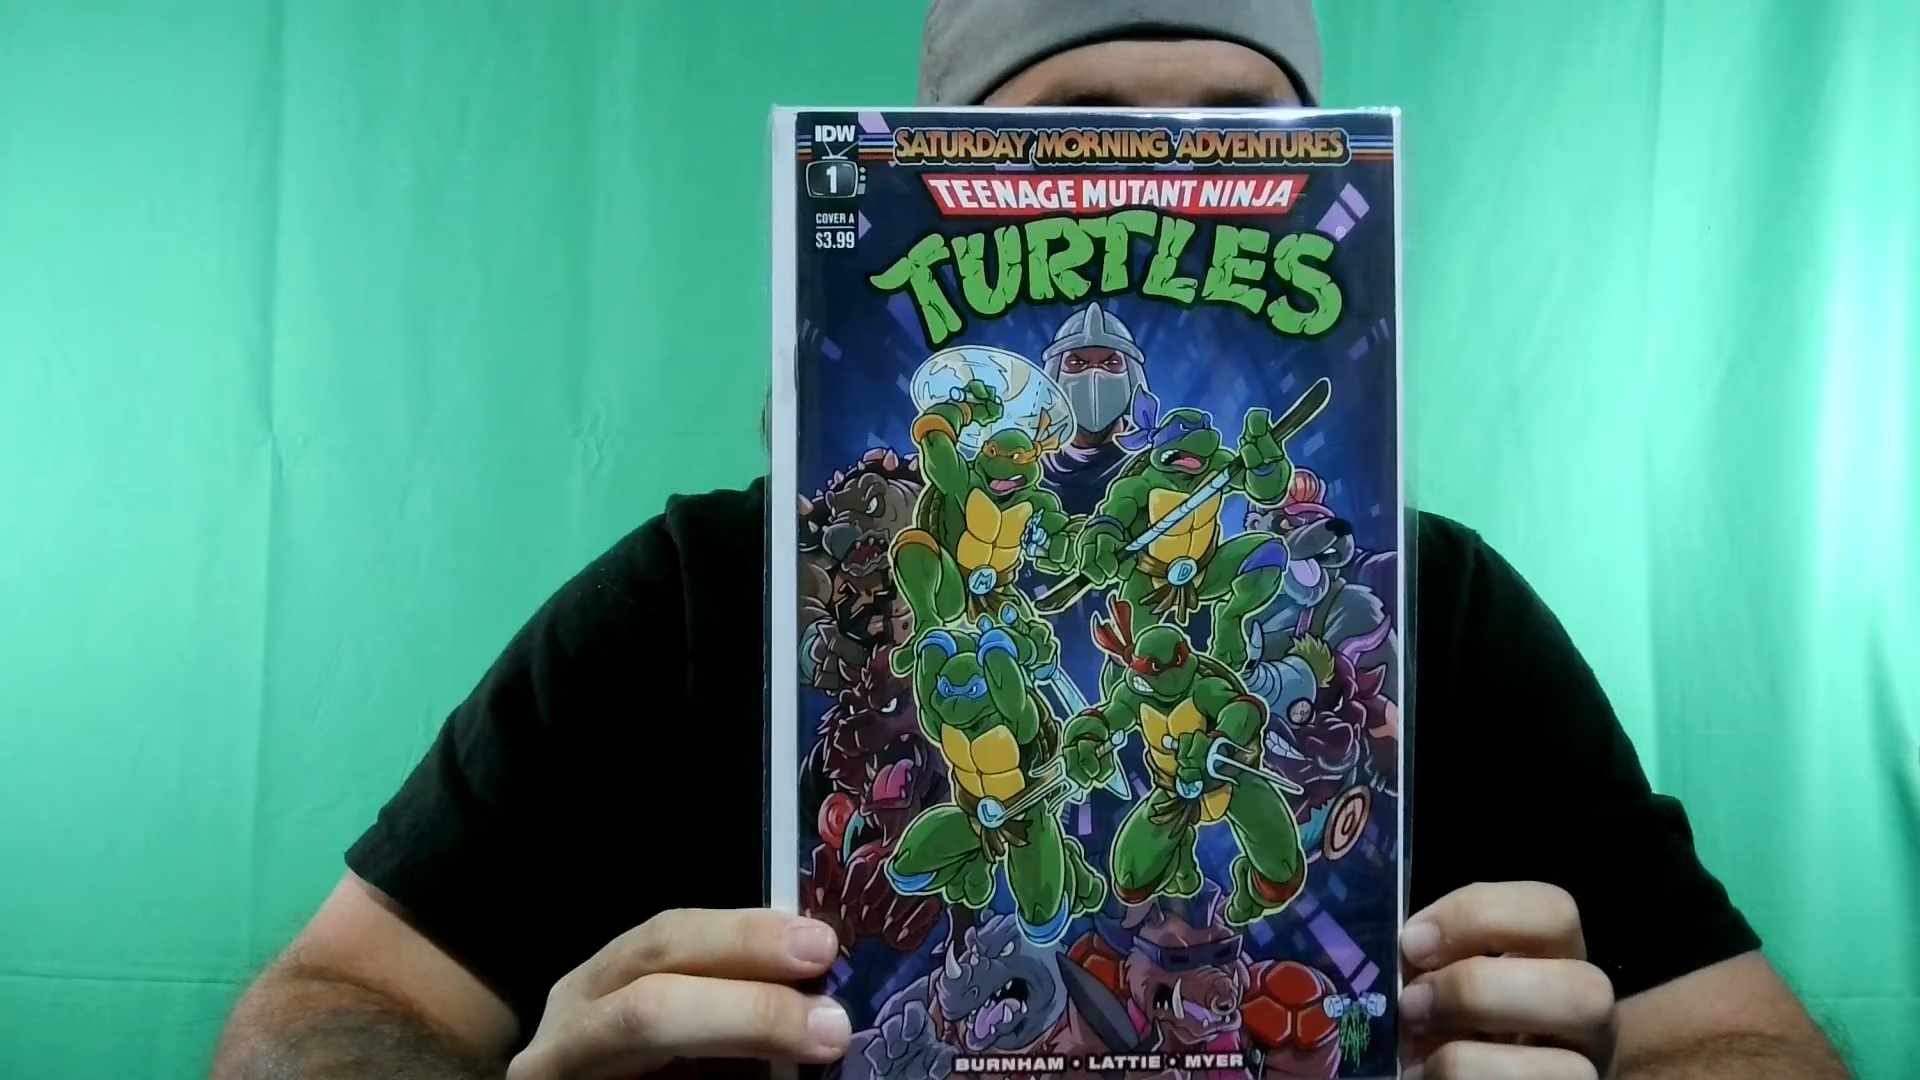 IDW
SATURDAY MORNING ADVENTURES
1
TEENAGE MUTANT NINJA
COVER A
$3.99
TURTLES
M
D
L
BURNHAM • LATTIE • MYER